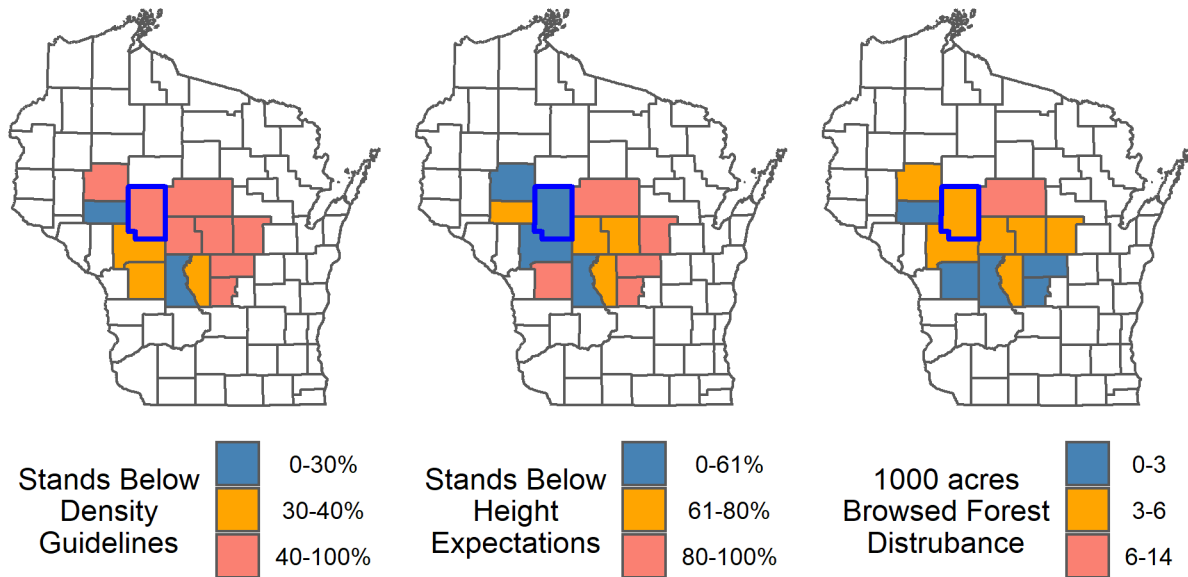 Stands Below
Density
Guidelines
0-30%
30-40%
40-100%
Stands Below
Height
Expectations
0-61%
61-80%
80-100%
1000 acres
Browsed Forest
Distrubance
0-3
3-6
6-14